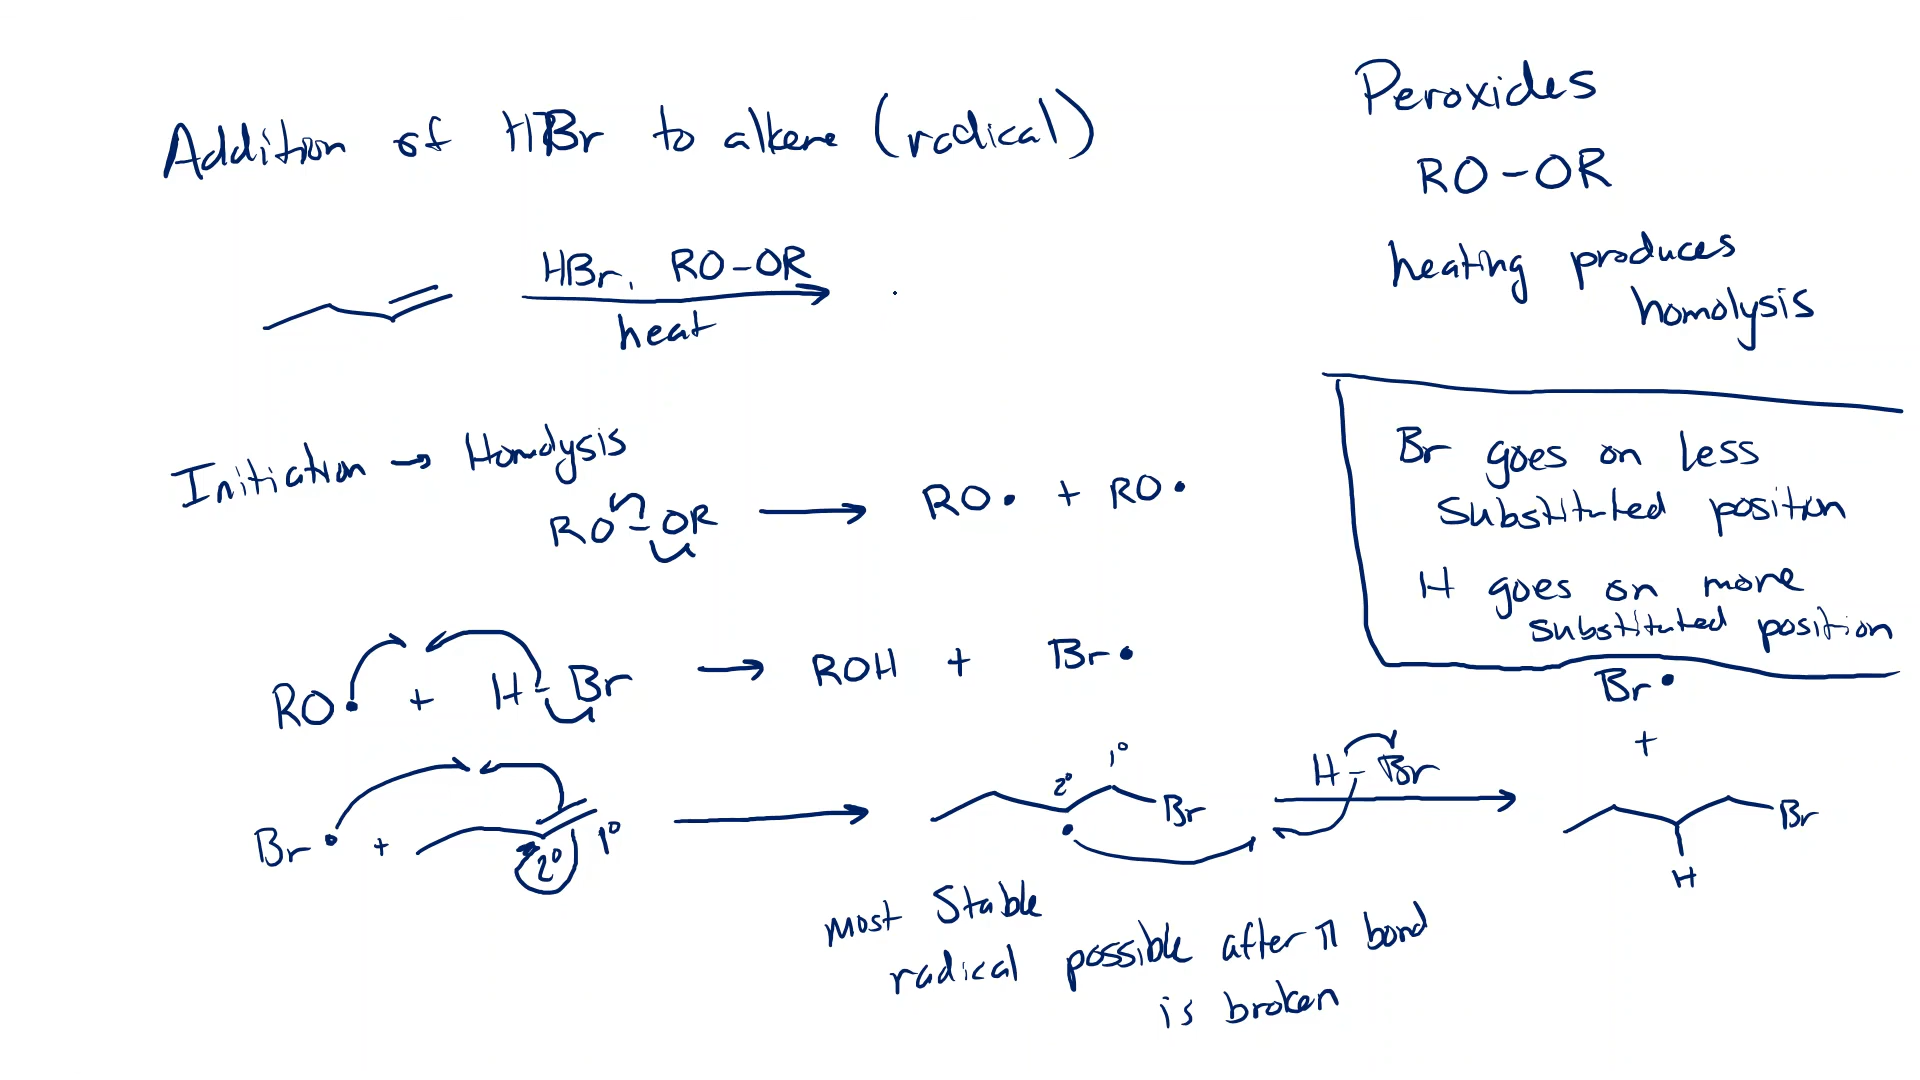 Addition of HBr to alkene (radical)
Peroxides
RO-OR
heating produces
homolysis
HBr, RO-OR
heat
Br goes on less
substituted position
H goes on more
substituted position
Initiation → Homolysis
RO-OR → RO• + RO•
RO• + H-Br → ROH + Br•
Br•
+
Br• + 2° 1°
2° 1°
Br
H-Br
Br
H
most stable
radical possible after π bond
is broken